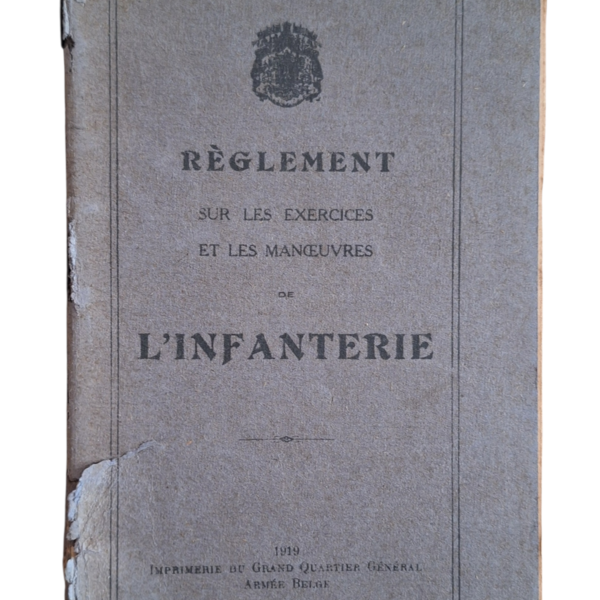 RÈGLEMENT
SUR LES EXERCICES
ET LES MANŒUVRES
DE
L'INFANTERIE
1919
IMPRIMERIE DU GRAND QUARTIER GÉNÉRAL
ARMÉE BELGE